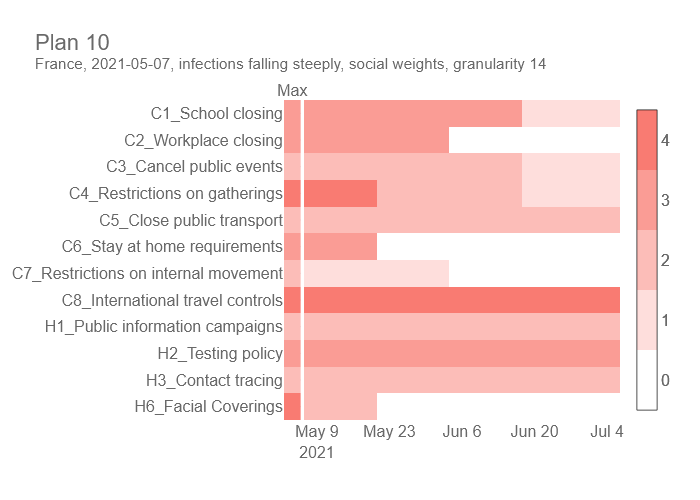 Plan 10
France, 2021-05-07, infections falling steeply, social weights, granularity 14
Max
C1_School closing
C2_Workplace closing
C3_Cancel public events
C4_Restrictions on gatherings
C5_Close public transport
C6_Stay at home requirements
C7_Restrictions on internal movement
C8_International travel controls
H1_Public information campaigns
H2_Testing policy
H3_Contact tracing
H6_Facial Coverings
May 9 May 23 Jun 6 Jun 20 Jul 4
2021
4
3
2
1
0